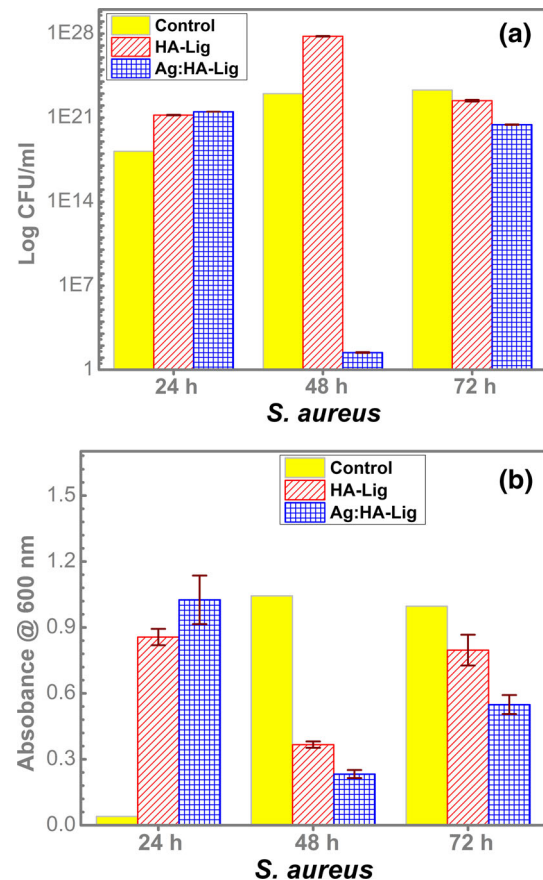 (a)
Control
HA-Lig
Ag:HA-Lig
Log CFU/ml
1E28
1E21
1E14
1E7
1
24 h 48 h 72 h
S. aureus
(b)
Control
HA-Lig
Ag:HA-Lig
Absobance @ 600 nm
1.5
1.2
0.9
0.6
0.3
0.0
24 h 48 h 72 h
S. aureus